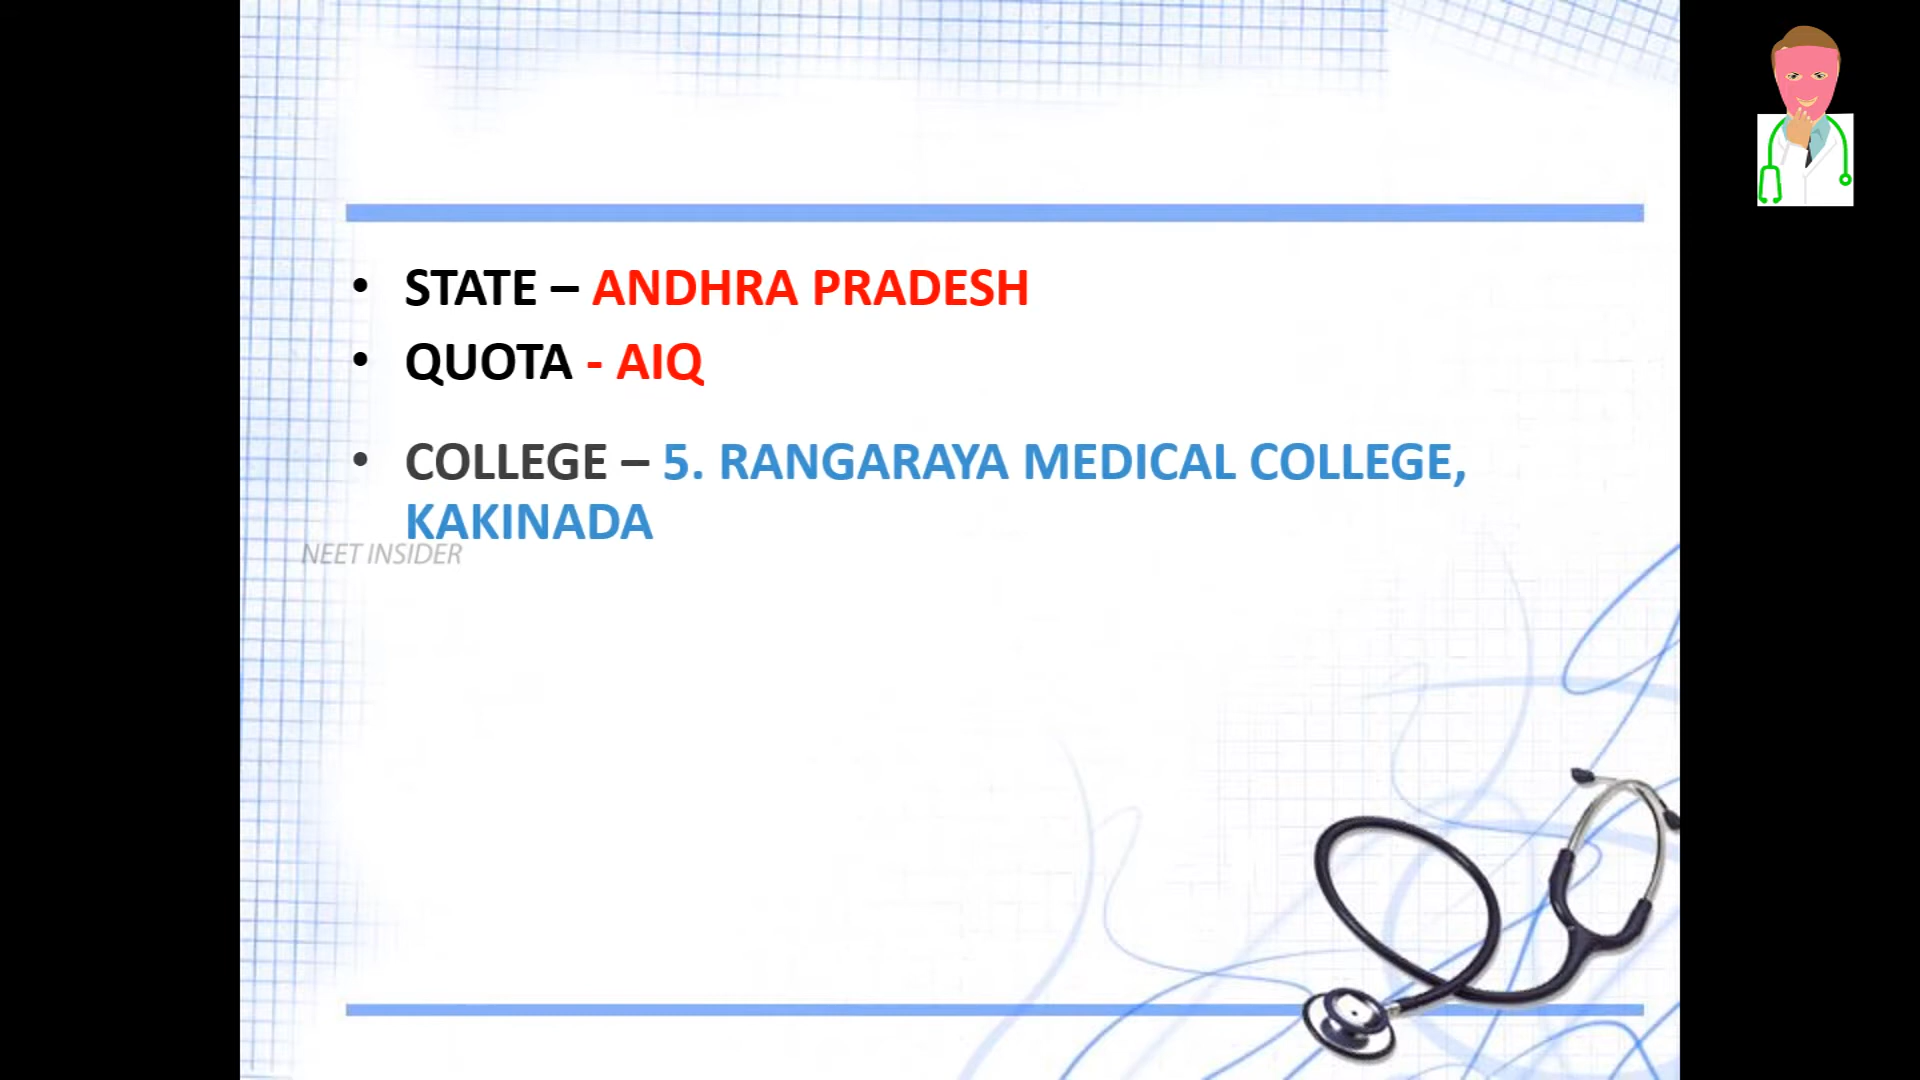 • STATE – ANDHRA PRADESH
• QUOTA - AIQ
• COLLEGE – 5. RANGARAYA MEDICAL COLLEGE,
KAKINADA
NEET INSIDER